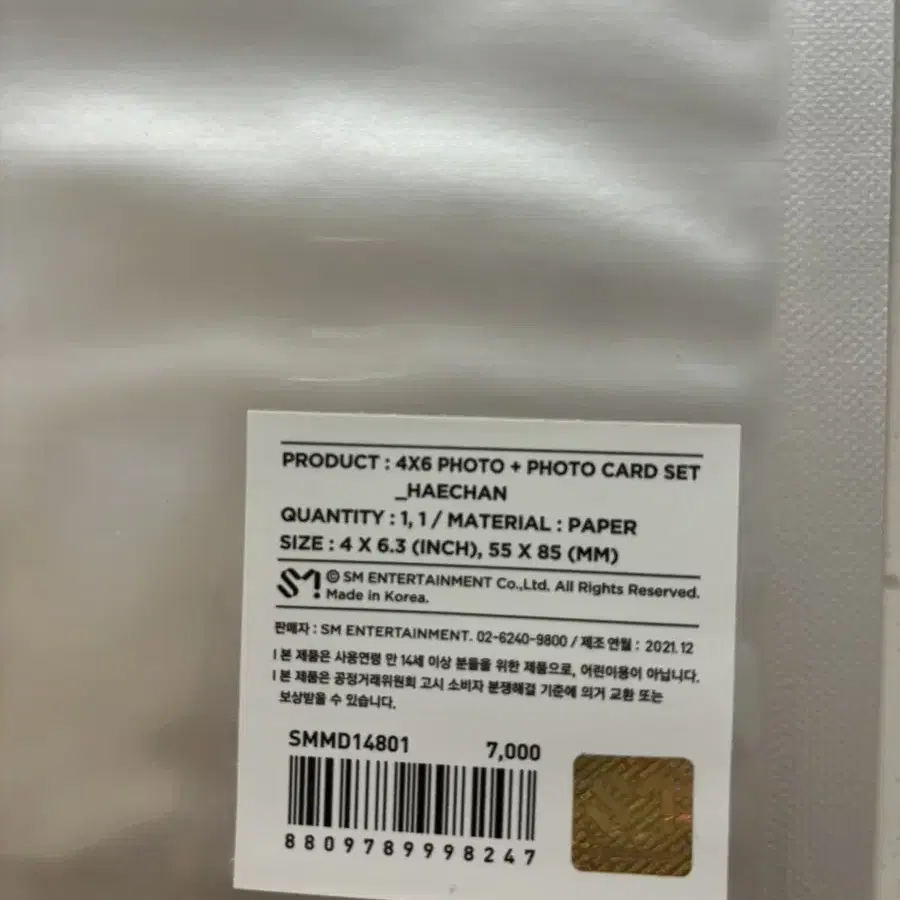 PRODUCT : 4X6 PHOTO + PHOTO CARD SET
_HAECHAN
QUANTITY : 1, 1 / MATERIAL : PAPER
SIZE : 4 X 6.3 (INCH), 55 X 85 (MM)
SM! © SM ENTERTAINMENT Co.,Ltd. All Rights Reserved.
Made in Korea.
판매자 : SM ENTERTAINMENT. 02-6240-9800 / 제조 연월 : 2021. 12
l 본 제품은 사용연령 만 14세 이상 분들을 위한 제품으로, 어린이용이 아닙니다.
l 본 제품은 공정거래위원회 고시 소비자 분쟁해결 기준에 의거 교환 또는
보상받을 수 있습니다.
SMMD14801 7,000
8809789998247